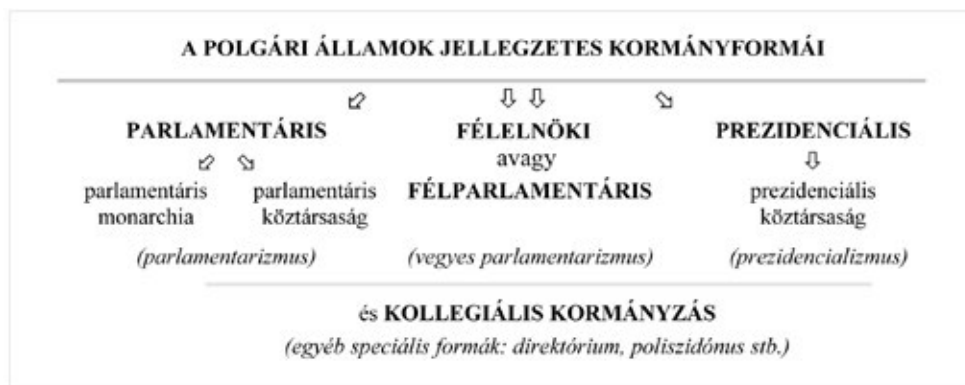 A POLGÁRI ÁLLAMOK JELLEGZETES KORMÁNYFORMÁI
PARLAMENTÁRIS
FÉLELNÖKI
PREZIDENCIÁLIS
avagy
FÉLPARLAMENTÁRIS
parlamentáris
monarchia
parlamentáris
köztársaság
prezidenciális
köztársaság
(parlamentarizmus)
(vegyes parlamentarizmus)
(prezidencializmus)
és KOLLEGIÁLIS KORMÁNYZÁS
(egyéb speciális formák: direktórium, poliszidónus stb.)